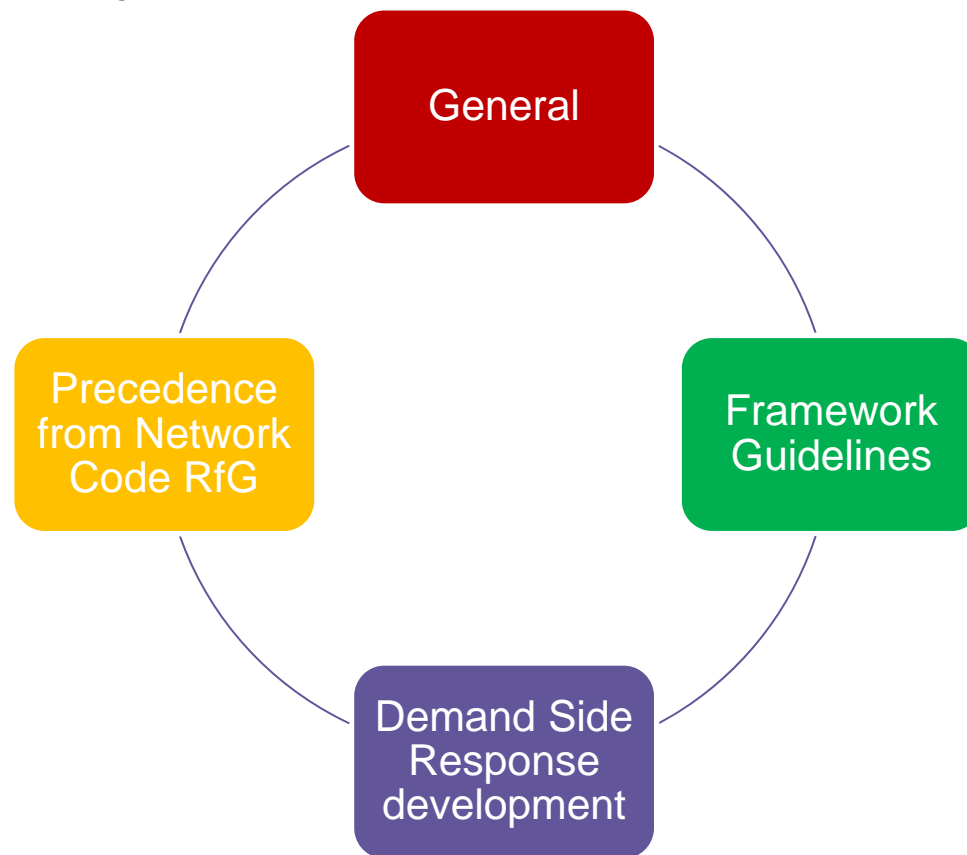 General
Precedence
from Network
Code RfG
Framework
Guidelines
Demand Side
Response
development